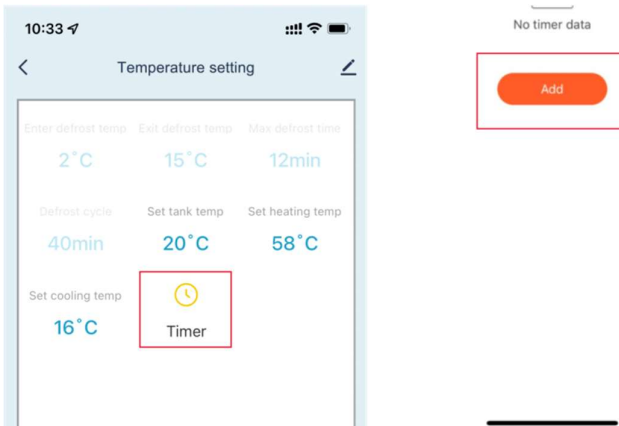 10:33
Temperature setting
Enter defrost temp Exit defrost temp Max defrost time
2°C 15°C 12min
Defrost cycle Set tank temp Set heating temp
40min 20°C 58°C
Set cooling temp
16°C Timer
No timer data
Add